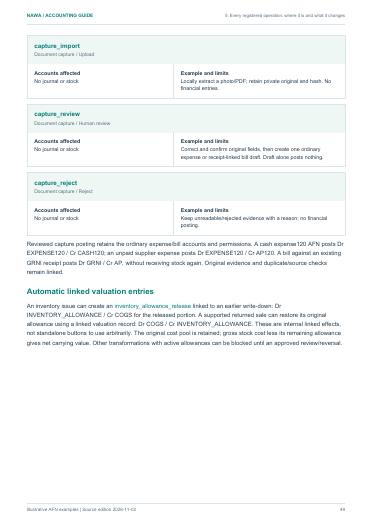 NAWA / ACCOUNTING GUIDE
5. Every registered operation: where it is and what it changes
capture_import
Document capture / Upload
Accounts affected
No journal or stock
Example and limits
Locally extract a photo/PDF; retain private original and hash. No
financial entries.
capture_review
Document capture / Human review
Accounts affected
No journal or stock
Example and limits
Correct and confirm original fields, then create one ordinary
expense or receipt-linked bill draft. Draft alone posts nothing.
capture_reject
Document capture / Reject
Accounts affected
No journal or stock
Example and limits
Keep unreadable/rejected evidence with a reason; no financial
posting.
Reviewed capture posting retains the ordinary expense/bill accounts and permissions. A cash expense120 AFN posts Dr
EXPENSE120 / Cr CASH120; an unpaid supplier expense posts Dr EXPENSE120 / Cr AP120. A bill against an existing
GRNI receipt posts Dr GRNI / Cr AP, without receiving stock again. Original evidence and duplicate/source checks
remain linked.
Automatic linked valuation entries
An inventory issue can create an inventory_allowance_release linked to an earlier write-down: Dr
INVENTORY_ALLOWANCE / Cr COGS for the released portion. A supported returned sale can restore its original
allowance using a linked valuation record: Dr COGS / Cr INVENTORY_ALLOWANCE. These are internal linked effects,
not standalone buttons to use arbitrarily. The original cost pool is retained; gross stock cost less its remaining allowance
gives net carrying value. Other transformations with active allowances can be blocked until an approved review/reversal.
Illustrative AFN examples | Source edition 2026-11-03